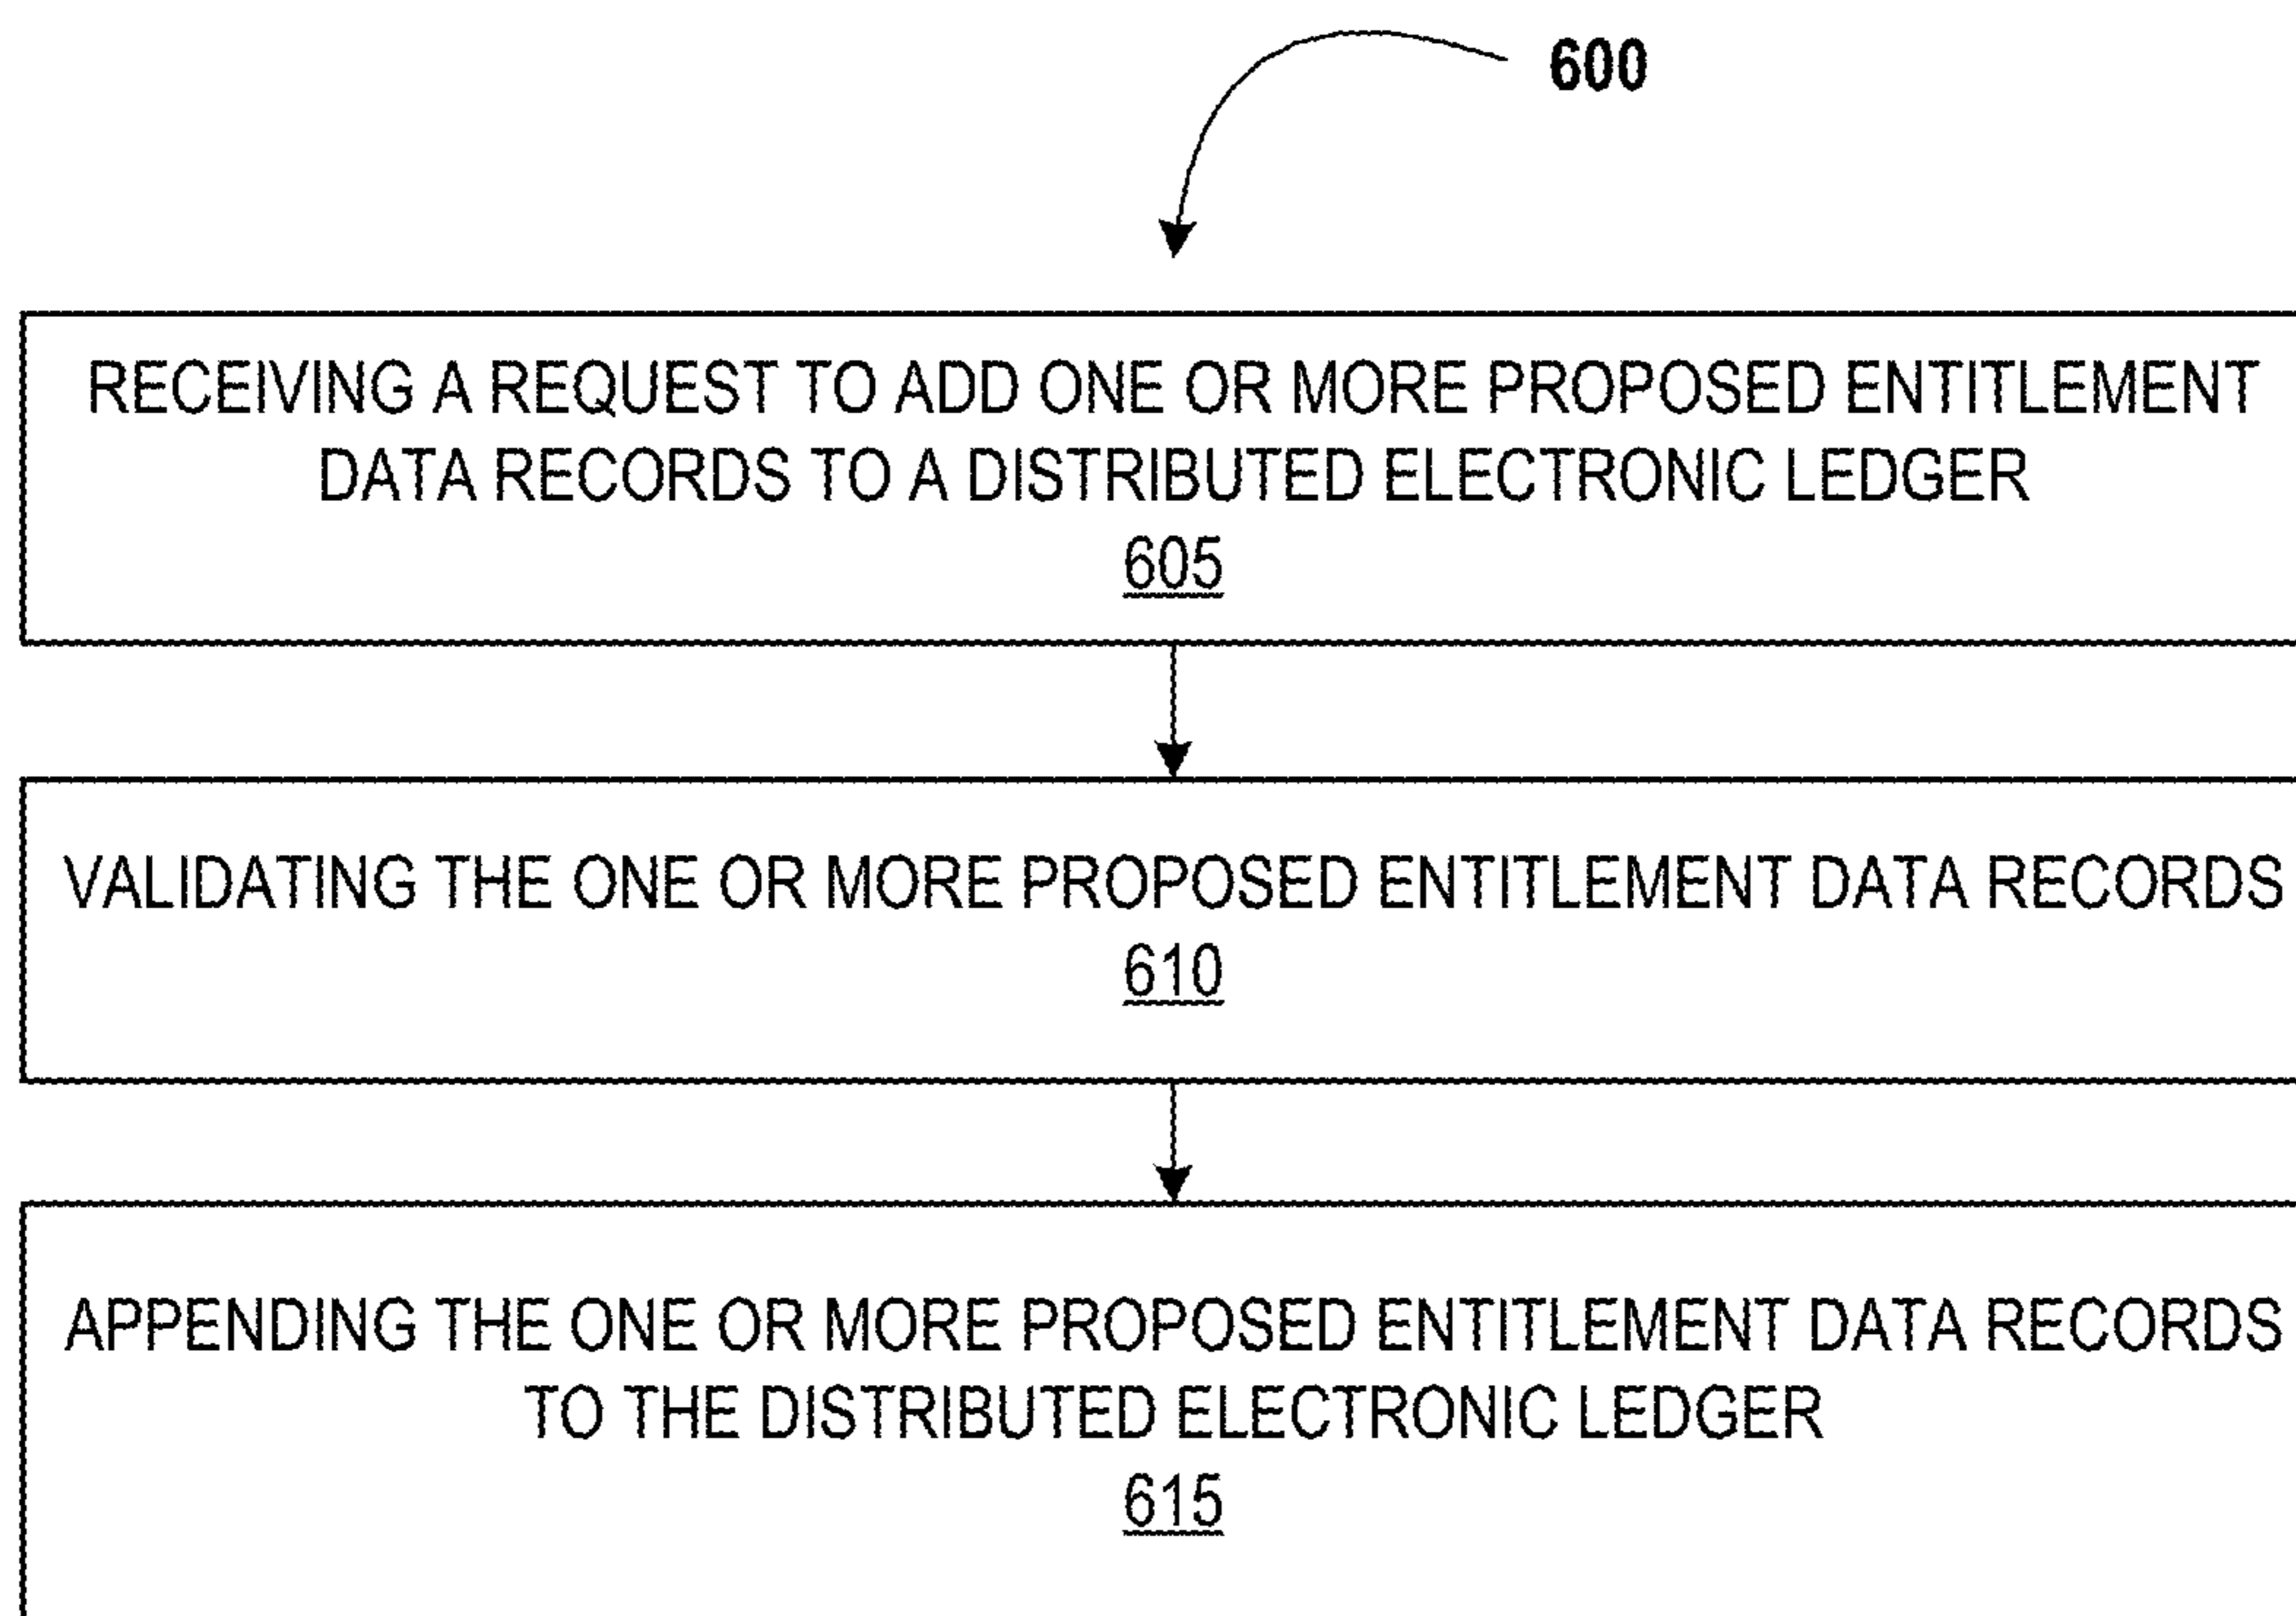 600
RECEIVING A REQUEST TO ADD ONE OR MORE PROPOSED ENTITLEMENT
DATA RECORDS TO A DISTRIBUTED ELECTRONIC LEDGER
605
VALIDATING THE ONE OR MORE PROPOSED ENTITLEMENT DATA RECORDS
610
APPENDING THE ONE OR MORE PROPOSED ENTITLEMENT DATA RECORDS
TO THE DISTRIBUTED ELECTRONIC LEDGER
615